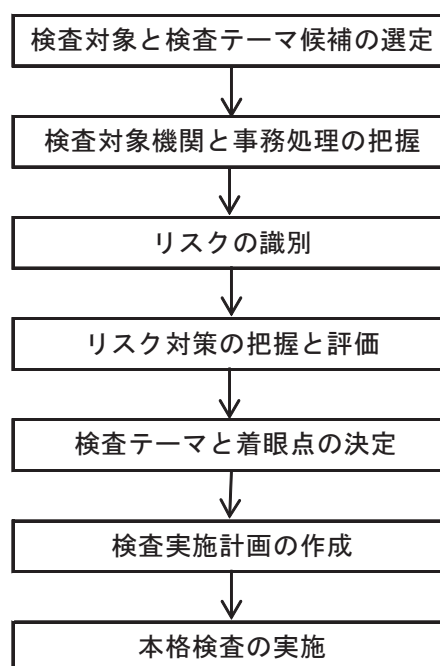 検査対象と検査テーマ候補の選定
検査対象機関と事務処理の把握
リスクの識別
リスク対策の把握と評価
検査テーマと着眼点の決定
検査実施計画の作成
本格検査の実施